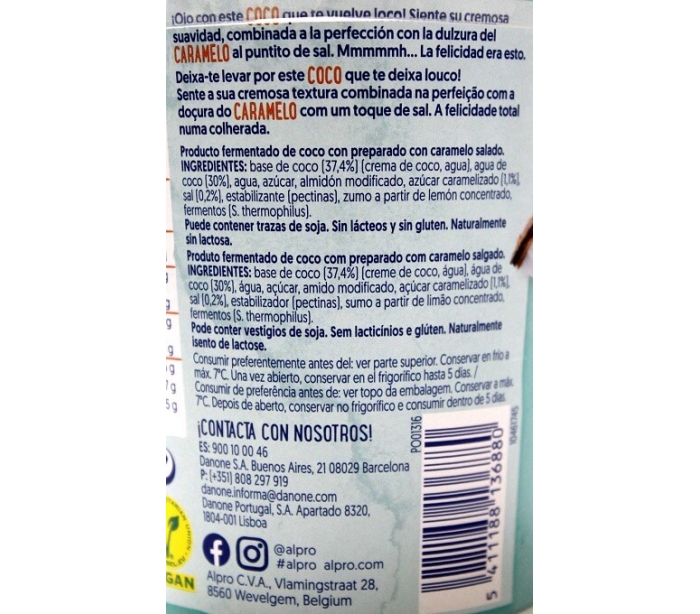 ¡Ojo con este COCO que te vuelve loco! Siente su cremosa
suavidad, combinada a la perfección con la dulzura del
CARAMELO al puntito de sal. Mmmmmh... La felicidad era esto.
Deixa-te levar por este COCO que te deixa louco!
Sente a sua cremosa textura combinada na perfeição com a
doçura do CARAMELO com um toque de sal. A felicidade total
numa colherada.
Producto fermentado de coco con preparado con caramelo salado.
INGREDIENTES: base de coco (37,4%) (crema de coco, agua), agua de
coco (30%), agua, azúcar, almidón modificado, azúcar caramelizado (1,1%),
sal (0,2%), estabilizante (pectinas), zumo a partir de lemón concentrado,
fermentos (S. thermophilus).
Puede contener trazas de soja. Sin lácteos y sin gluten. Naturalmente
sin lactosa.
Produto fermentado de coco com preparado com caramelo salgado.
INGREDIENTES: base de coco (37,4%) (creme de coco, água), água de
coco (30%), água, açúcar, amido modificado, açúcar caramelizado (1,1%),
sal (0,2%), estabilizador (pectinas), sumo a partir de limão concentrado,
fermentos (S. thermophilus).
Pode conter vestígios de soja. Sem lacticínios e glúten. Naturalmente
isento de lactose.
Consumir preferentemente antes del: ver parte superior. Conservar en frío a
máx. 7°C. Una vez abierto, conservar en el frigorífico hasta 5 días. /
Consumir de preferência antes de: ver topo da embalagem. Conservar a máx.
7°C. Depois de aberto, conservar no frigorífico e consumir dentro de 5 dias.
¡CONTACTA CON NOSOTROS!
ES: 900 10 00 46
Danone S.A. Buenos Aires, 21 08029 Barcelona
P: (+351) 808 297 919
danone.informa@danone.com
Danone Portugal, S.A. Apartado 8320,
1804-001 Lisboa
@alpro
#alpro alpro.com
Alpro C.V.A., Vlamingstraat 28,
8560 Wevelgem, Belgium
PO01316
10461745
5 411188 136880
g
g
g
g
g
7g
5g
GAN